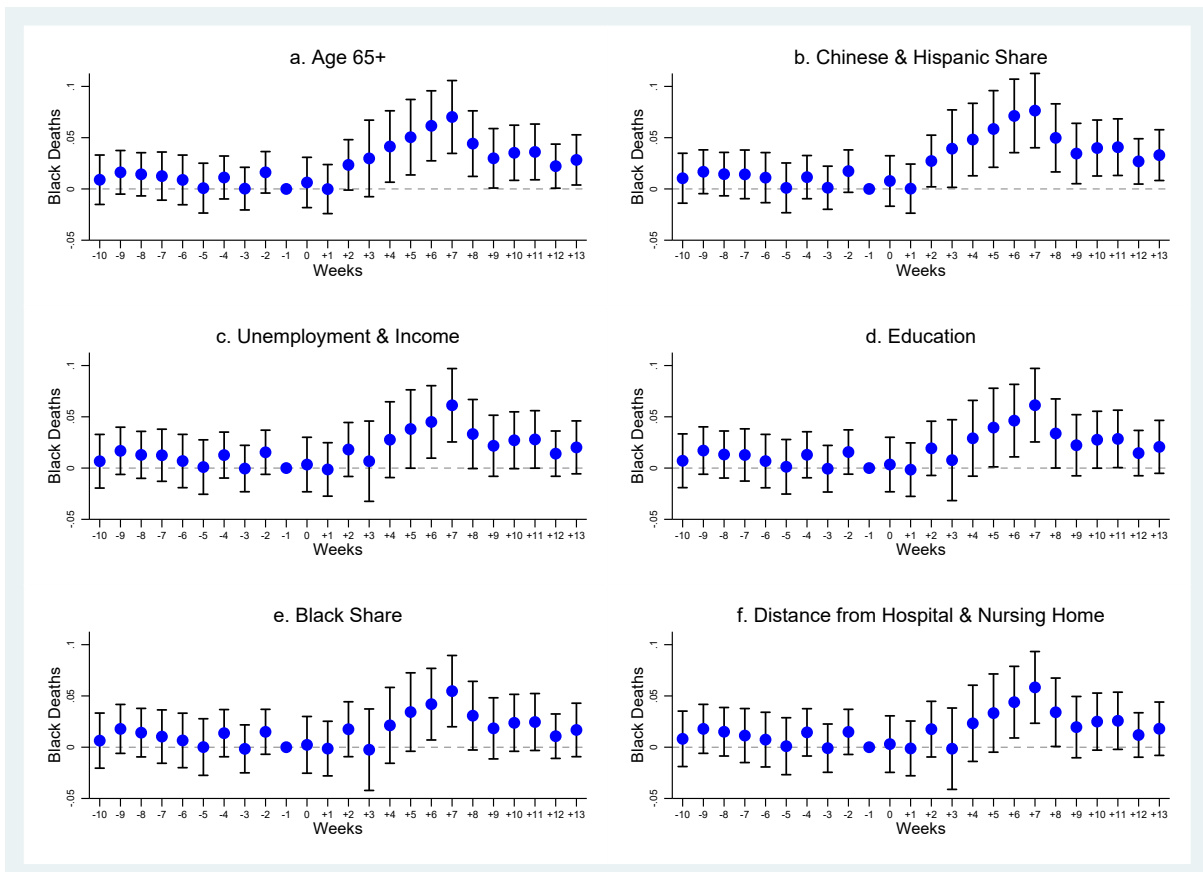 a. Age 65+
Black Deaths
.1
.05
0
-.05
-10 -9 -8 -7 -6 -5 -4 -3 -2 -1 0 +1 +2 +3 +4 +5 +6 +7 +8 +9 +10 +11 +12 +13
Weeks
b. Chinese & Hispanic Share
Black Deaths
.1
.05
0
-.05
-10 -9 -8 -7 -6 -5 -4 -3 -2 -1 0 +1 +2 +3 +4 +5 +6 +7 +8 +9 +10 +11 +12 +13
Weeks
c. Unemployment & Income
Black Deaths
.1
.05
0
-.05
-10 -9 -8 -7 -6 -5 -4 -3 -2 -1 0 +1 +2 +3 +4 +5 +6 +7 +8 +9 +10 +11 +12 +13
Weeks
d. Education
Black Deaths
.1
.05
0
-.05
-10 -9 -8 -7 -6 -5 -4 -3 -2 -1 0 +1 +2 +3 +4 +5 +6 +7 +8 +9 +10 +11 +12 +13
Weeks
e. Black Share
Black Deaths
.1
.05
0
-.05
-10 -9 -8 -7 -6 -5 -4 -3 -2 -1 0 +1 +2 +3 +4 +5 +6 +7 +8 +9 +10 +11 +12 +13
Weeks
f. Distance from Hospital & Nursing Home
Black Deaths
.1
.05
0
-.05
-10 -9 -8 -7 -6 -5 -4 -3 -2 -1 0 +1 +2 +3 +4 +5 +6 +7 +8 +9 +10 +11 +12 +13
Weeks